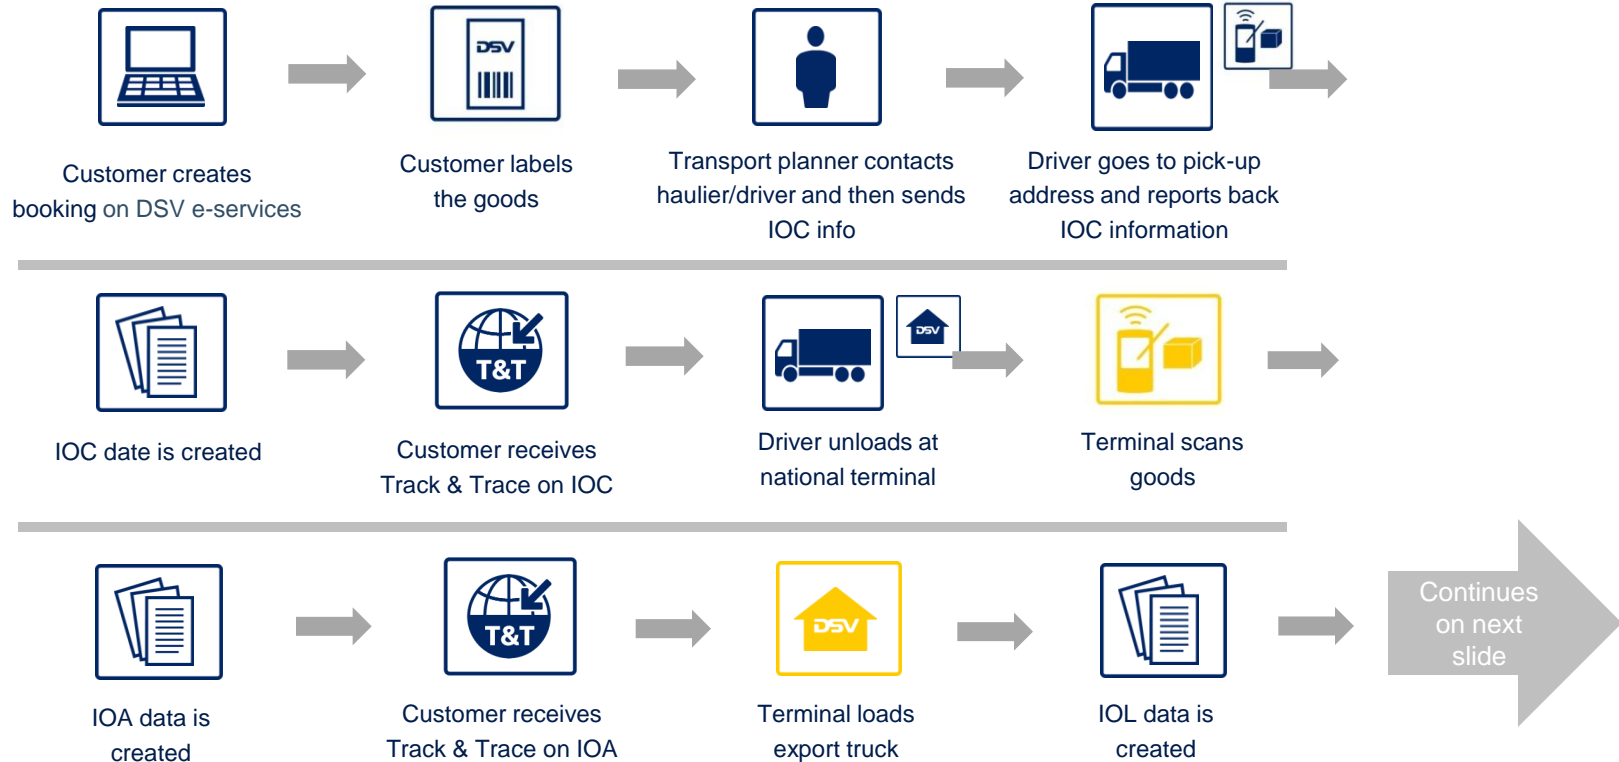 DSV
Customer creates
booking on DSV e-services
Customer labels
the goods
Transport planner contacts
haulier/driver and then sends
IOC info
Driver goes to pick-up
address and reports back
IOC information
IOC date is created
T&T
Customer receives
Track & Trace on IOC
DSV
Driver unloads at
national terminal
Terminal scans
goods
IOA data is
created
T&T
Customer receives
Track & Trace on IOA
DSV
Terminal loads
export truck
IOL data is
created
Continues
on next
slide